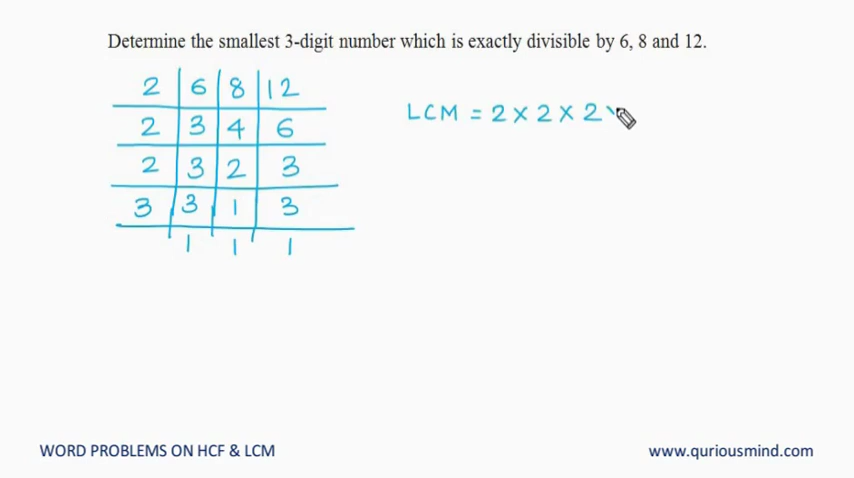 Determine the smallest 3-digit number which is exactly divisible by 6, 8 and 12.
2 6 8 12
LCM = 2 × 2 × 2
2 3 4 6
2 3 2 3
3 3 1 3
1 1 1
WORD PROBLEMS ON HCF & LCM
www.quriousmind.com